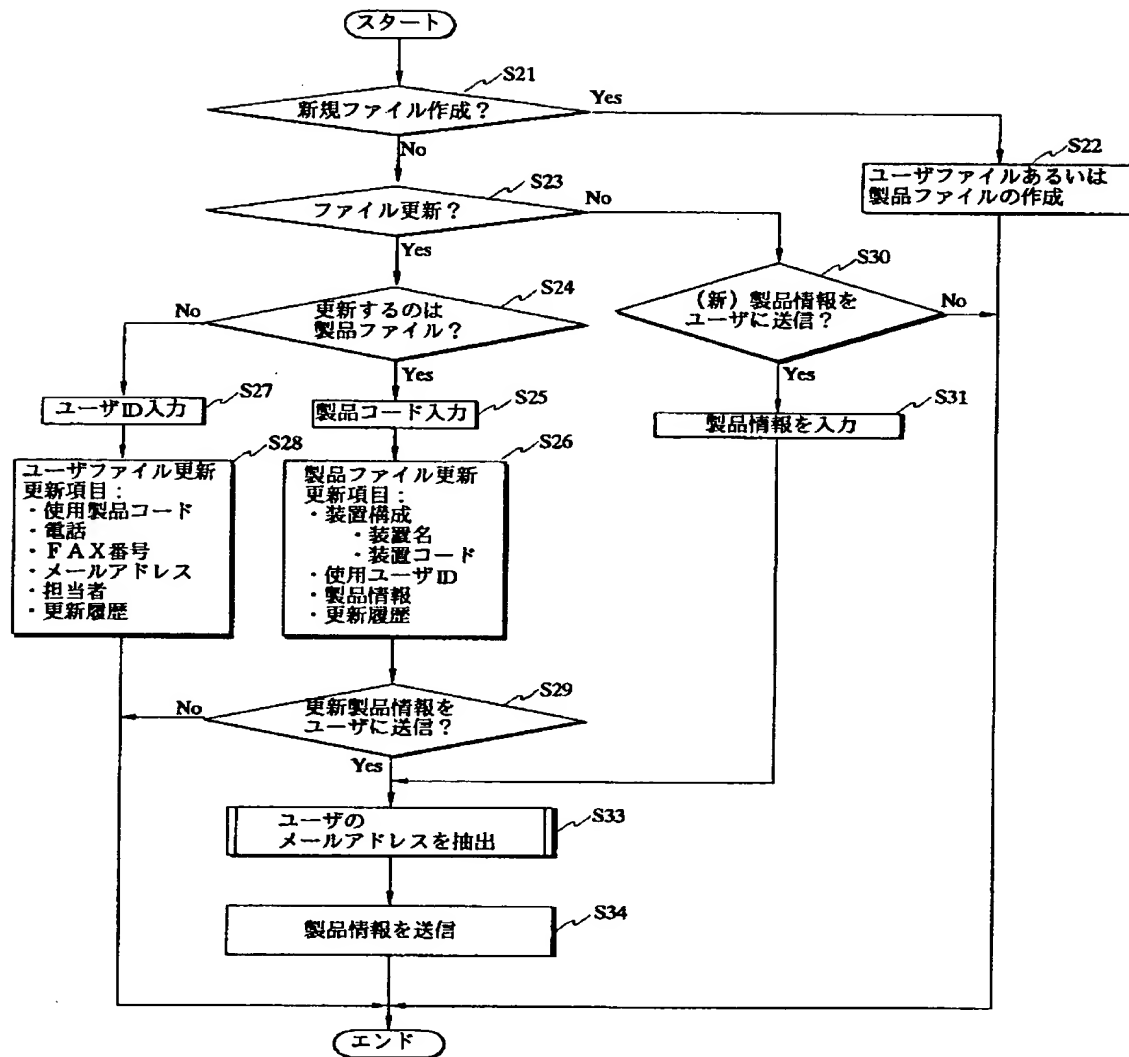 スタート
S21
新規ファイル作成？
Yes
No
S22
ユーザファイルあるいは
製品ファイルの作成
S23
ファイル更新？
No
Yes
S30
（新）製品情報を
ユーザに送信？
No
Yes
S24
更新するのは
製品ファイル？
No
Yes
S27
ユーザID入力
S25
製品コード入力
S31
製品情報を入力
S28
ユーザファイル更新
更新項目：
・使用製品コード
・電話
・ＦＡＸ番号
・メールアドレス
・担当者
・更新履歴
S26
製品ファイル更新
更新項目：
・装置構成
・装置名
・装置コード
・使用ユーザID
・製品情報
・更新履歴
S29
更新製品情報を
ユーザに送信？
No
Yes
S33
ユーザの
メールアドレスを抽出
S34
製品情報を送信
エンド